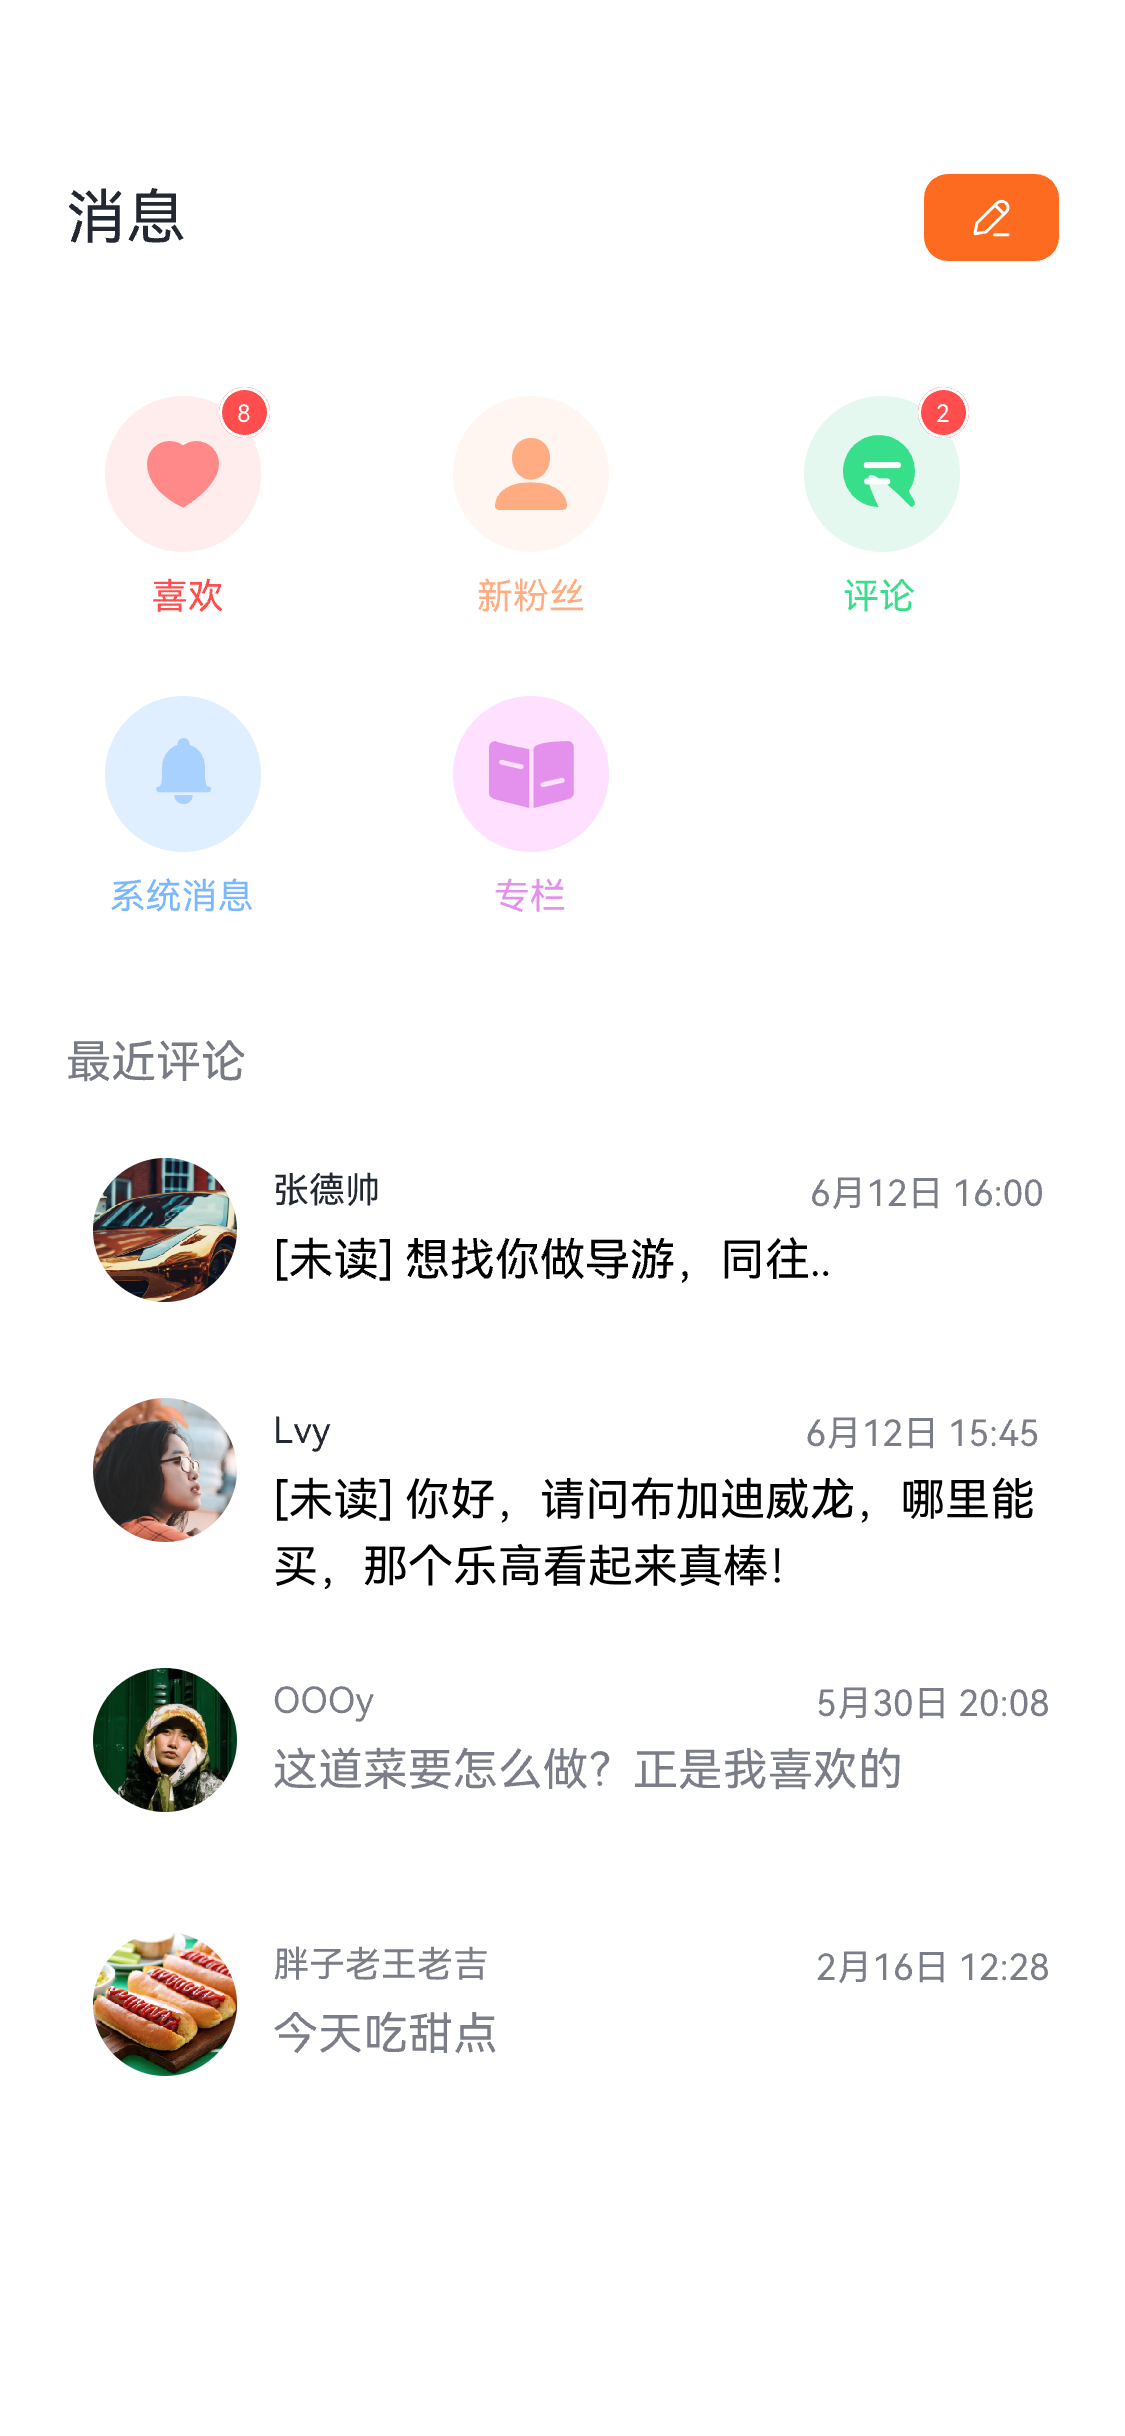 消息
8
2
喜欢
新粉丝
评论
系统消息
专栏
最近评论
张德帅
6月12日 16:00
[未读] 想找你做导游，同往..
Lvy
6月12日 15:45
[未读] 你好，请问布加迪威龙，哪里能
买，那个乐高看起来真棒！
OOOy
5月30日 20:08
这道菜要怎么做？正是我喜欢的
胖子老王老吉
2月16日 12:28
今天吃甜点